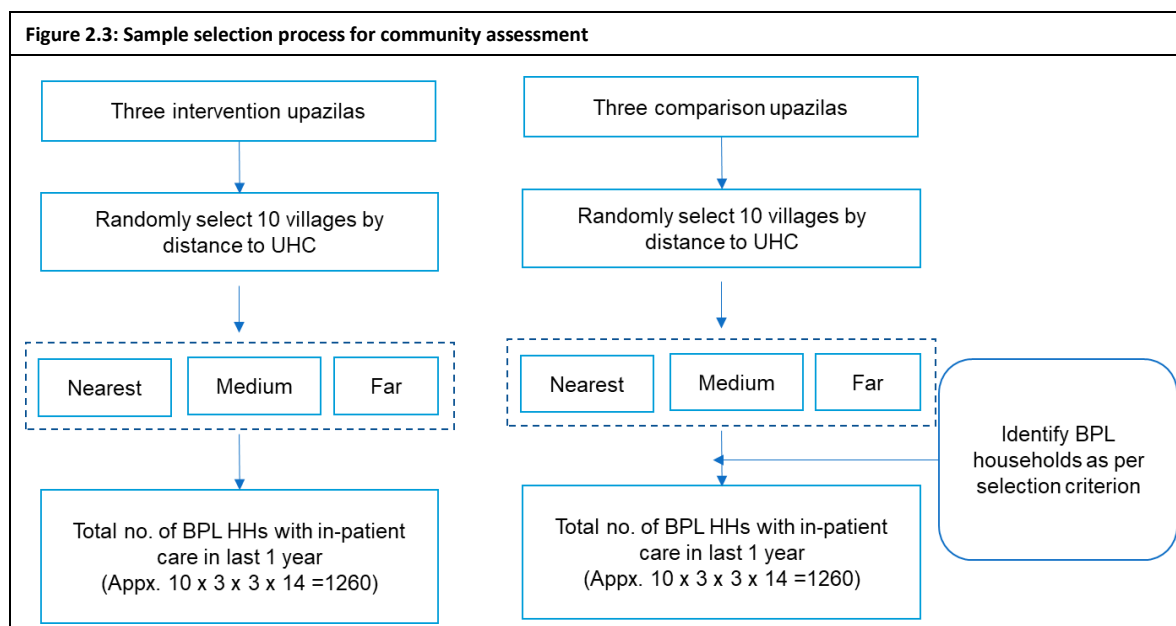 Figure 2.3: Sample selection process for community assessment
Three intervention upazilas
Randomly select 10 villages by
distance to UHC
Nearest
Medium
Far
Total no. of BPL HHs with in-patient
care in last 1 year
(Appx. 10 x 3 x 3 x 14 =1260)
Three comparison upazilas
Randomly select 10 villages by
distance to UHC
Nearest
Medium
Far
Identify BPL
households as per
selection criterion
Total no. of BPL HHs with in-patient
care in last 1 year
(Appx. 10 x 3 x 3 x 14 =1260)